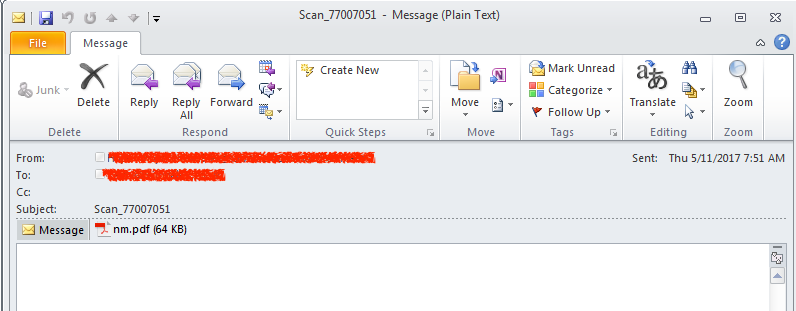 Scan_77007051 - Message (Plain Text)
File Message
Junk Delete Reply Reply All Forward Create New Move Mark Unread Categorize Follow Up Translate Zoom
Delete Respond Quick Steps Move Tags Editing Zoom
From: Sent: Thu 5/11/2017 7:51 AM
To:
Cc:
Subject: Scan_77007051
Message nm.pdf (64 KB)